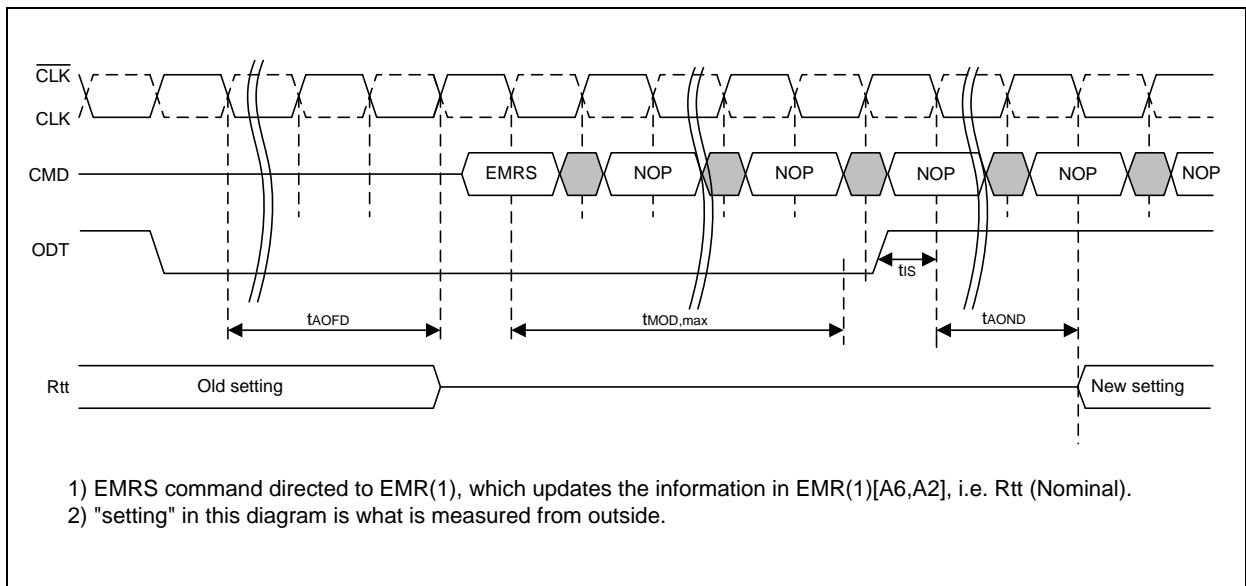 CLK
CLK
CMD
EMRS
NOP
NOP
NOP
NOP
NOP
ODT
tIS
tAOFD
tMOD,max
tAOND
Rtt
Old setting
New setting
1) EMRS command directed to EMR(1), which updates the information in EMR(1)[A6,A2], i.e. Rtt (Nominal).
2) "setting" in this diagram is what is measured from outside.